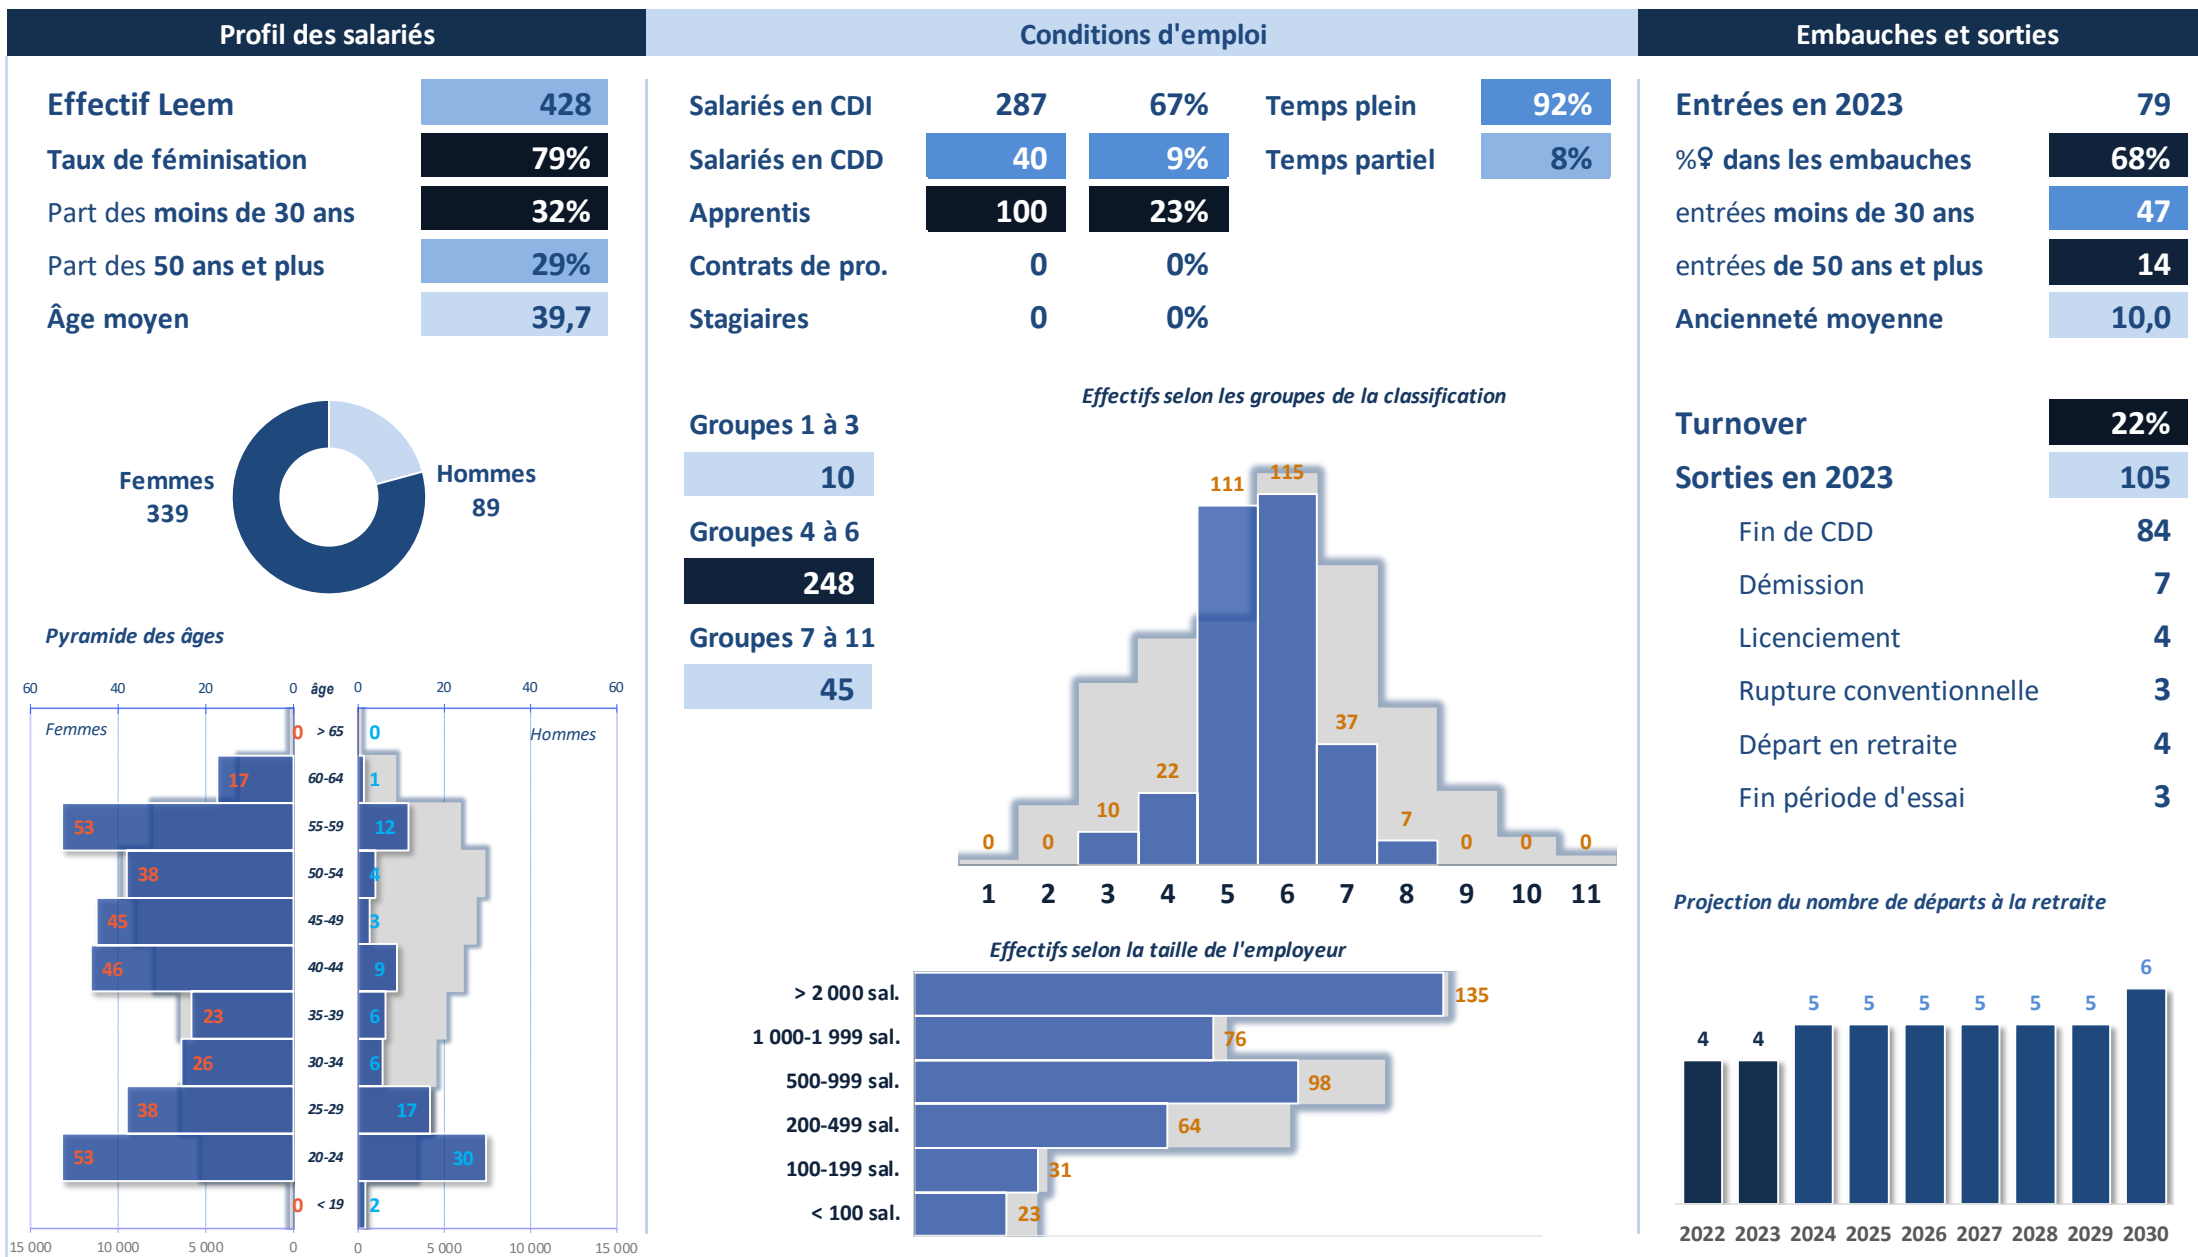 Profil des salariés
Effectif Leem 428
Taux de féminisation 79%
Part des moins de 30 ans 32%
Part des 50 ans et plus 29%
Âge moyen 39,7
Femmes
339
Hommes
89
Pyramide des âges
60 40 20 0 âge 0 20 40 60
Femmes 0 > 65 0 Hommes
17 60-64 1
53 55-59 12
38 50-54 4
45 45-49 3
46 40-44 9
23 35-39 6
26 30-34 6
38 25-29 17
53 20-24 30
0 < 19 2
15 000 10 000 5 000 0 0 5 000 10 000 15 000
Conditions d'emploi
Salariés en CDI 287 67% Temps plein 92%
Salariés en CDD 40 9% Temps partiel 8%
Apprentis 100 23%
Contrats de pro. 0 0%
Stagiaires 0 0%
Groupes 1 à 3
10
Groupes 4 à 6
248
Groupes 7 à 11
45
Effectifs selon les groupes de la classification
0 0 10 22 111 115 37 7 0 0 0
1 2 3 4 5 6 7 8 9 10 11
Effectifs selon la taille de l'employeur
> 2 000 sal. 135
1 000-1 999 sal. 76
500-999 sal. 98
200-499 sal. 64
100-199 sal. 31
< 100 sal. 23
Embauches et sorties
Entrées en 2023 79
%♀ dans les embauches 68%
entrées moins de 30 ans 47
entrées de 50 ans et plus 14
Ancienneté moyenne 10,0
Turnover 22%
Sorties en 2023 105
Fin de CDD 84
Démission 7
Licenciement 4
Rupture conventionnelle 3
Départ en retraite 4
Fin période d'essai 3
Projection du nombre de départs à la retraite
4 4 5 5 5 5 5 5 6
2022 2023 2024 2025 2026 2027 2028 2029 2030